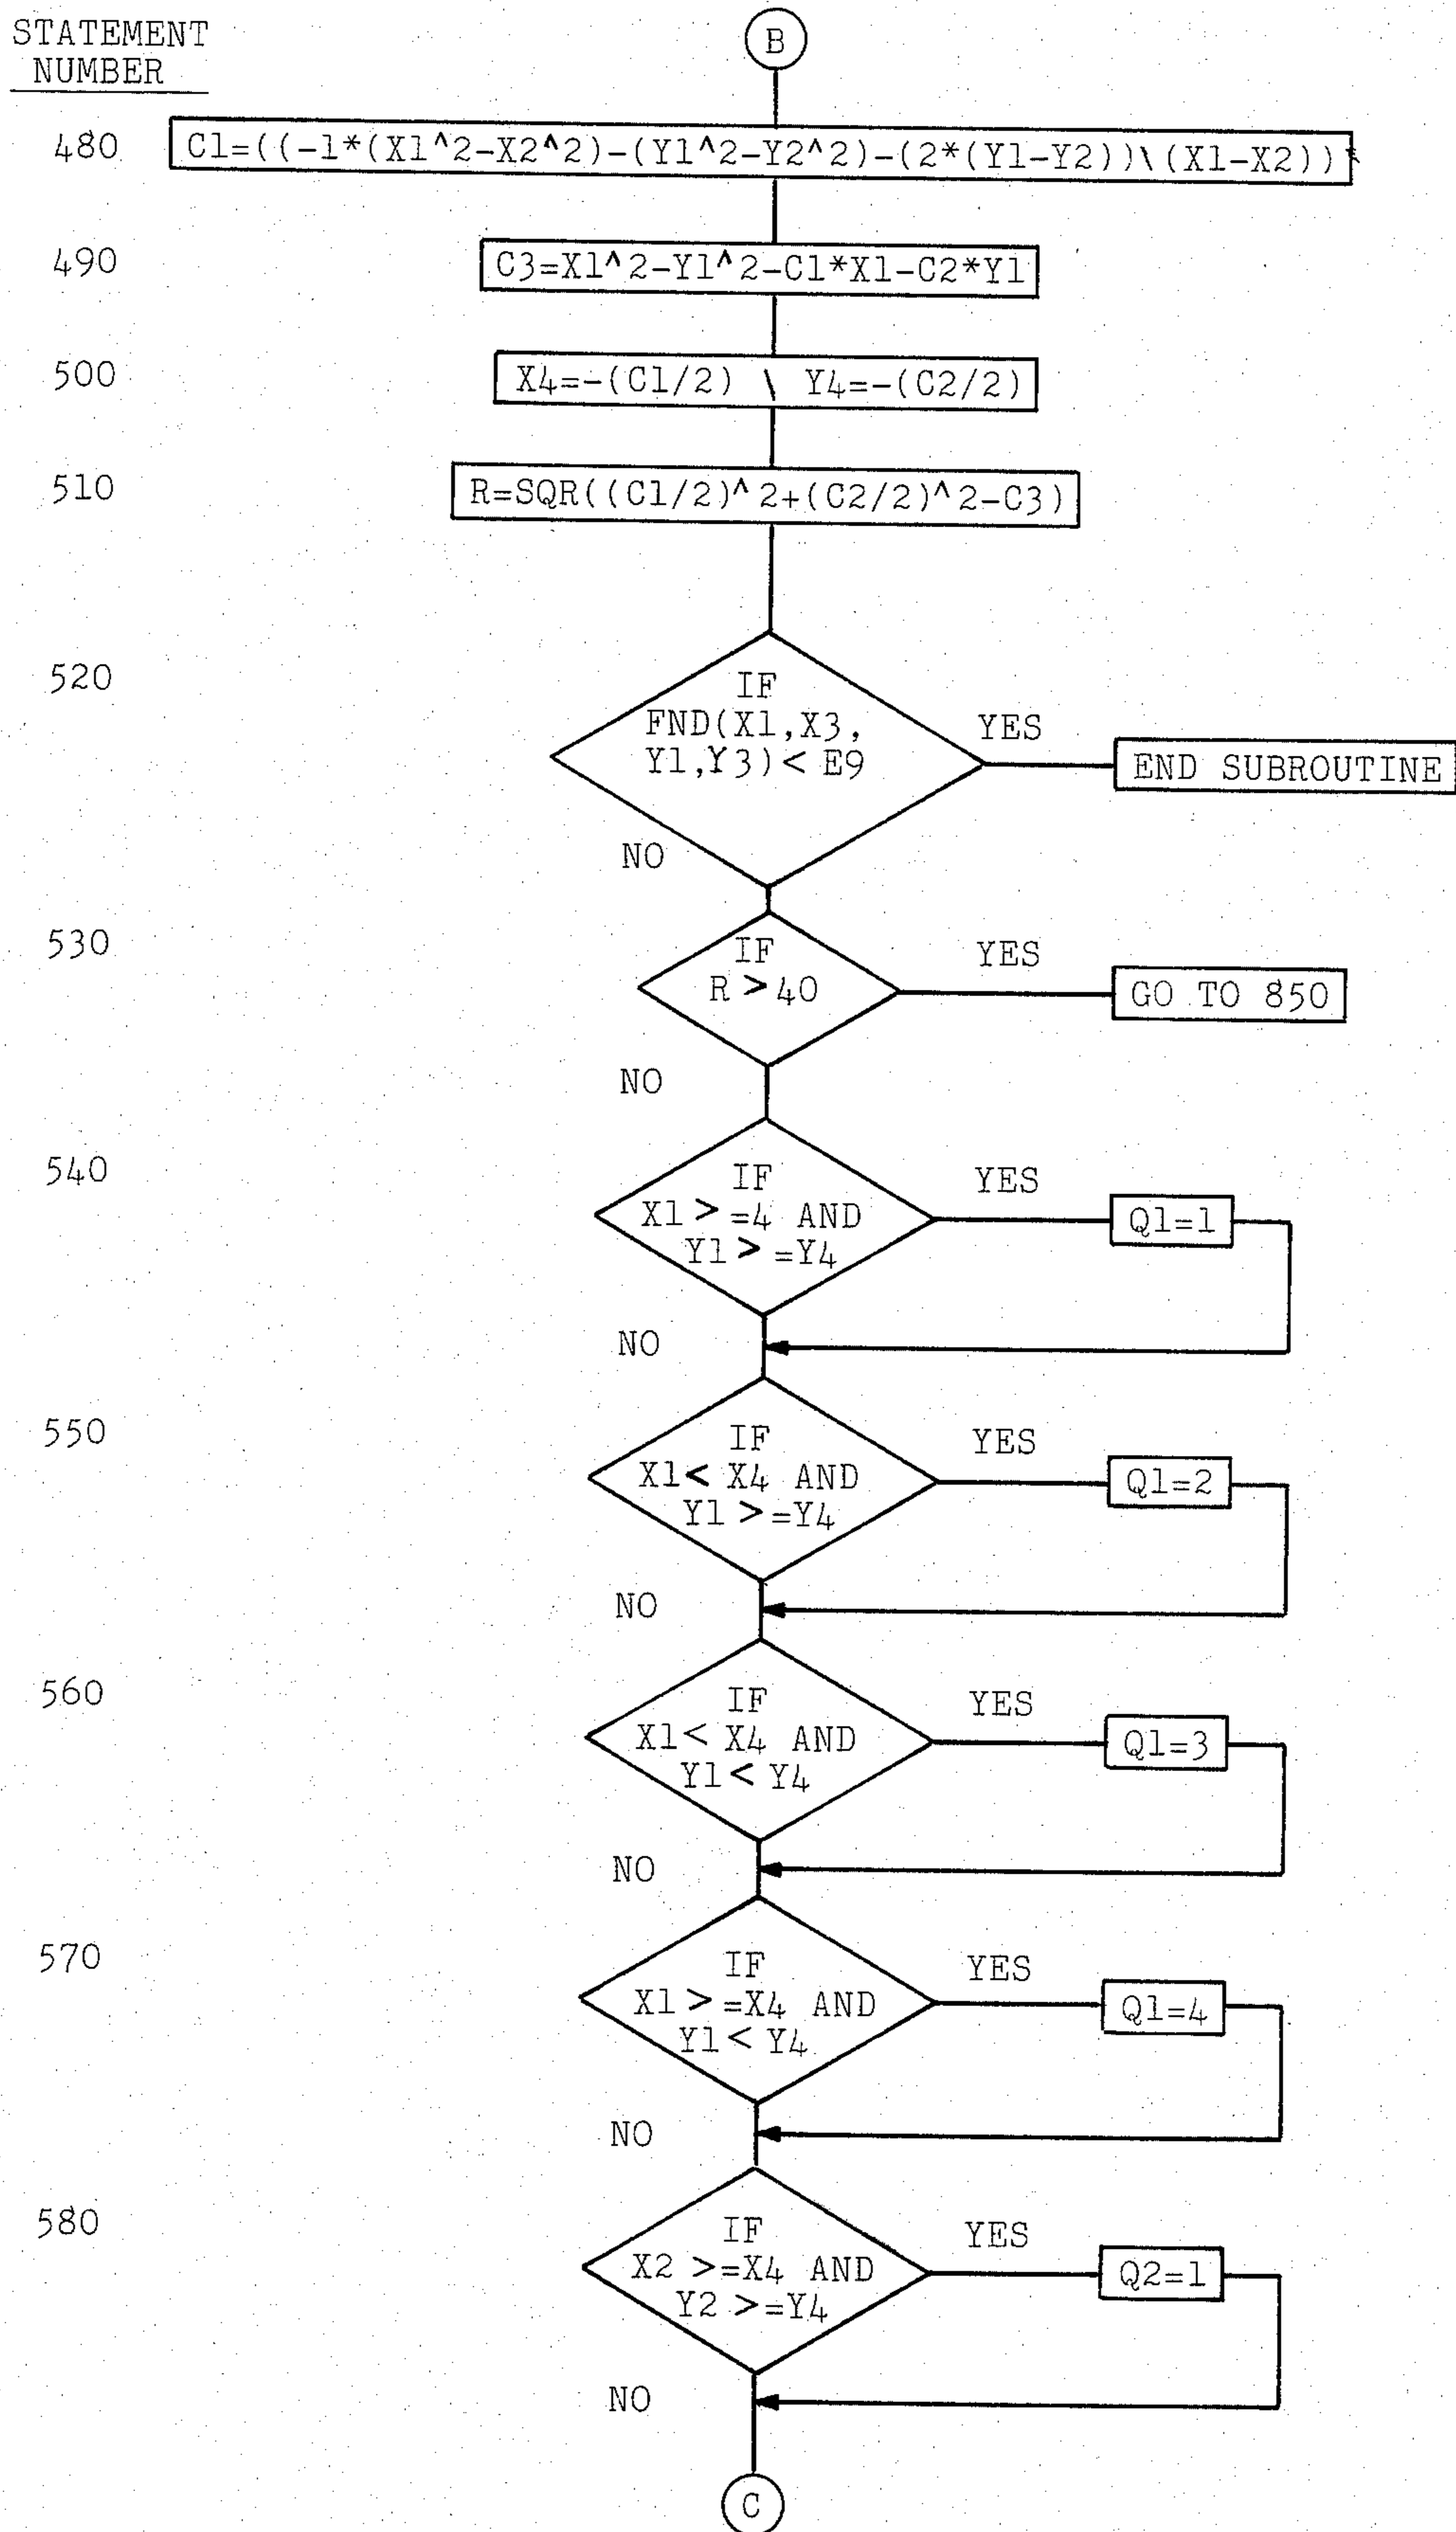 STATEMENT
NUMBER
B
480 C1=((-1*(X1^2-X2^2)-(Y1^2-Y2^2)-(2*(Y1-Y2))\(X1-X2))
490 C3=X1^2-Y1^2-C1*X1-C2*Y1
500 X4=-(C1/2) \ Y4=-(C2/2)
510 R=SQR((C1/2)^2+(C2/2)^2-C3)
520
IF
FND(X1,X3,
Y1,Y3)< E9
YES
END SUBROUTINE
NO
530
IF
R >40
YES
GO TO 850
NO
540
IF
X1> =4 AND
Y1> =Y4
YES
Q1=1
NO
550
IF
X1< X4 AND
Y1 >=Y4
YES
Q1=2
NO
560
IF
X1< X4 AND
Y1< Y4
YES
Q1=3
NO
570
IF
X1 >=X4 AND
Y1< Y4
YES
Q1=4
NO
580
IF
X2 >=X4 AND
Y2 >=Y4
YES
Q2=1
NO
C